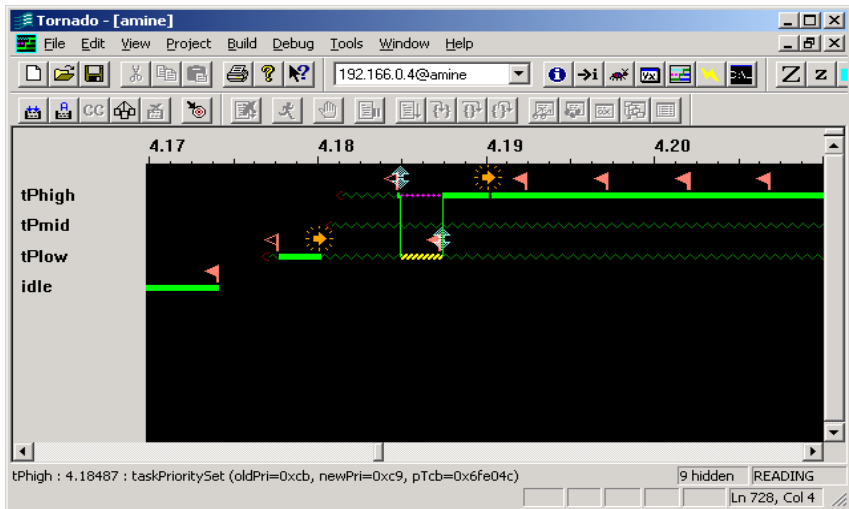 Tornado - [amine]
File Edit View Project Build Debug Tools Window Help
192.166.0.4@amine
Z z
CC
4.17 4.18 4.19 4.20
tPhigh
tPmid
tPlow
idle
tPhigh : 4.18487 : taskPrioritySet (oldPri=0xcb, newPri=0xc9, pTcb=0x6fe04c) 9 hidden READING
Ln 728, Col 4